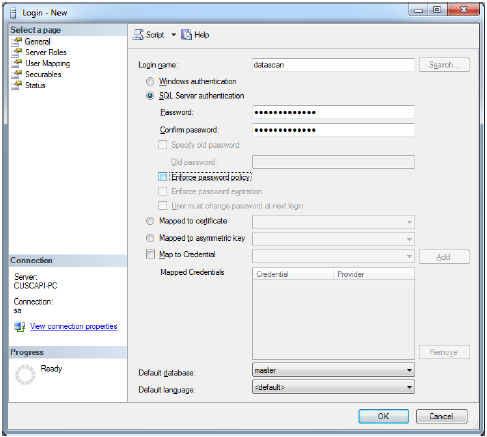 Login - New
Select a page
General
Server Roles
User Mapping
Securables
Status
Script Help
Login name: datascan Search...
Windows authentication
SQL Server authentication
Password: •••••••••••••
Confirm password: •••••••••••••
Specify old password
Old password:
Enforce password policy
Enforce password expiration
User must change password at next login
Mapped to certificate
Mapped to asymmetric key
Map to Credential Add
Mapped Credentials Credential Provider
Remove
Default database: master
Default language: <default>
Connection
Server:
CUSCAPI-PC
Connection:
sa
View connection properties
Progress
Ready
OK Cancel